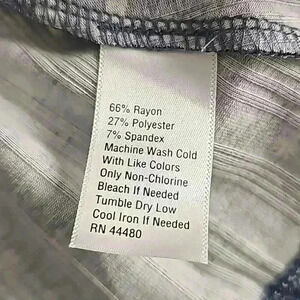 66% Rayon
27% Polyester
7% Spandex
Machine Wash Cold
With Like Colors
Only Non-Chlorine
Bleach If Needed
Tumble Dry Low
Cool Iron If Needed
RN 44480